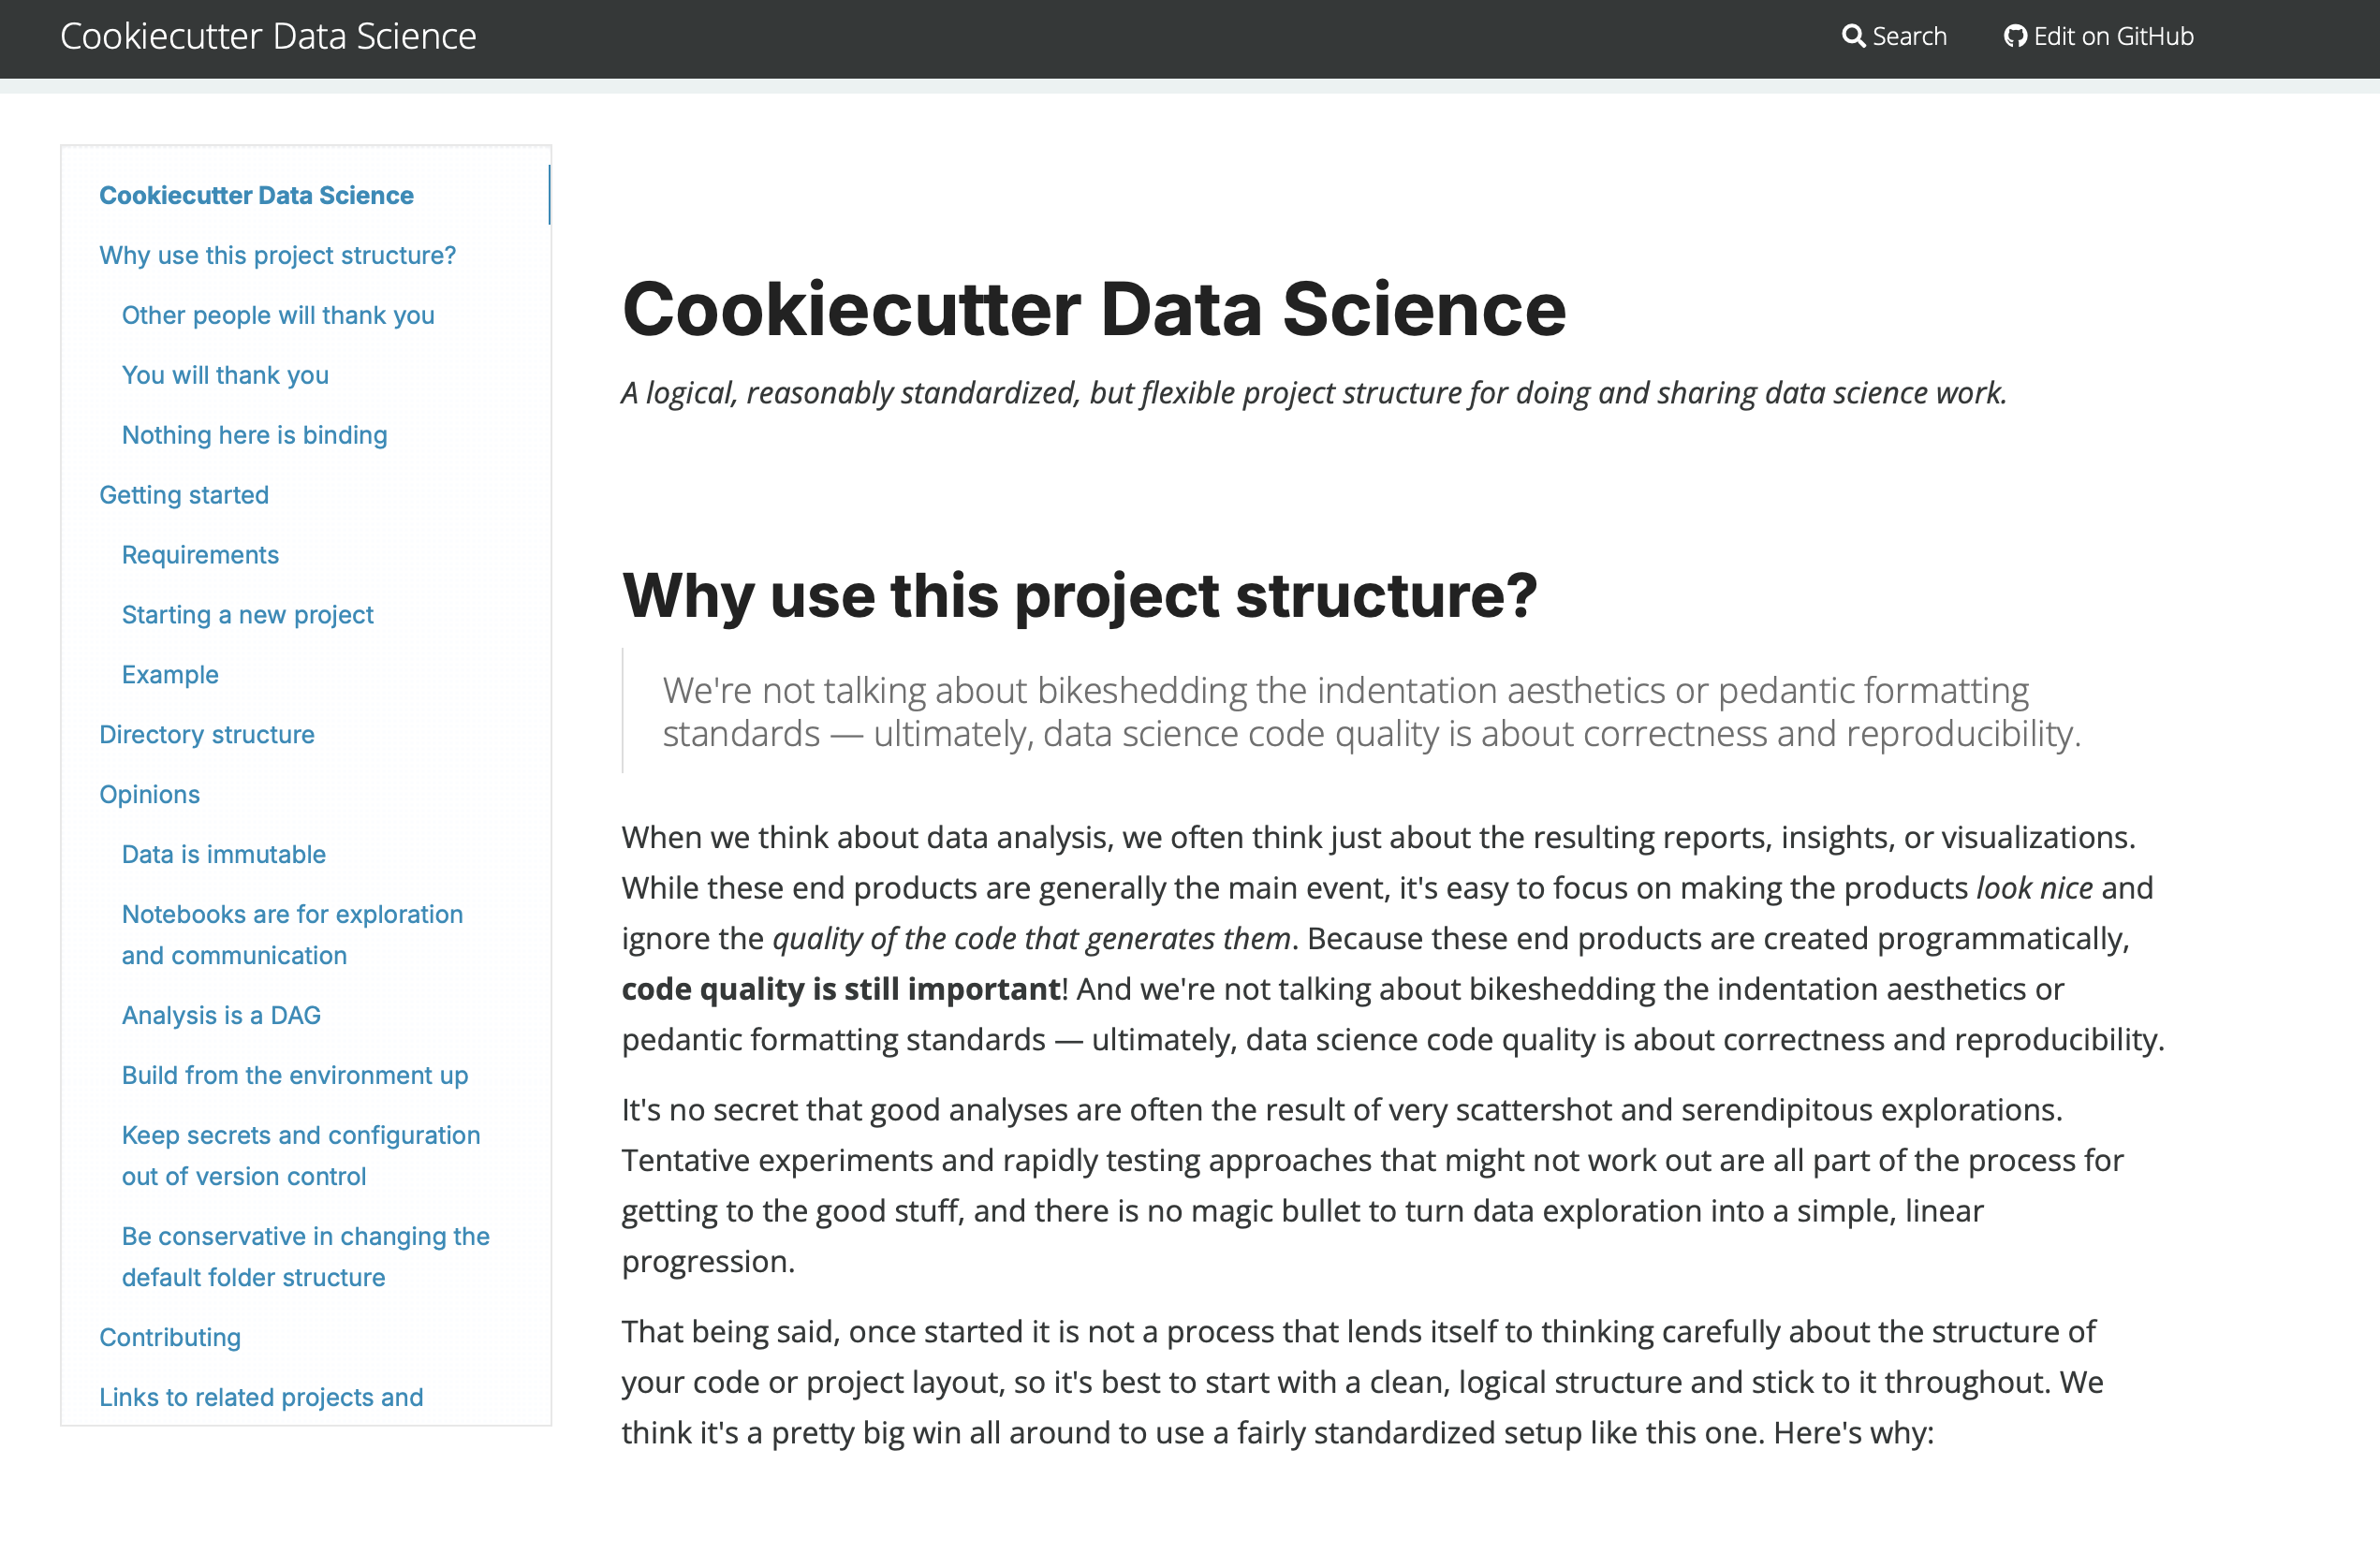 Cookiecutter Data Science
Search
Edit on GitHub
Cookiecutter Data Science
Why use this project structure?
Other people will thank you
You will thank you
Nothing here is binding
Getting started
Requirements
Starting a new project
Example
Directory structure
Opinions
Data is immutable
Notebooks are for exploration
and communication
Analysis is a DAG
Build from the environment up
Keep secrets and configuration
out of version control
Be conservative in changing the
default folder structure
Contributing
Links to related projects and
Cookiecutter Data Science
A logical, reasonably standardized, but flexible project structure for doing and sharing data science work.
Why use this project structure?
We're not talking about bikeshedding the indentation aesthetics or pedantic formatting
standards — ultimately, data science code quality is about correctness and reproducibility.
When we think about data analysis, we often think just about the resulting reports, insights, or visualizations.
While these end products are generally the main event, it's easy to focus on making the products look nice and
ignore the quality of the code that generates them. Because these end products are created programmatically,
code quality is still important! And we're not talking about bikeshedding the indentation aesthetics or
pedantic formatting standards — ultimately, data science code quality is about correctness and reproducibility.
It's no secret that good analyses are often the result of very scattershot and serendipitous explorations.
Tentative experiments and rapidly testing approaches that might not work out are all part of the process for
getting to the good stuff, and there is no magic bullet to turn data exploration into a simple, linear
progression.
That being said, once started it is not a process that lends itself to thinking carefully about the structure of
your code or project layout, so it's best to start with a clean, logical structure and stick to it throughout. We
think it's a pretty big win all around to use a fairly standardized setup like this one. Here's why: